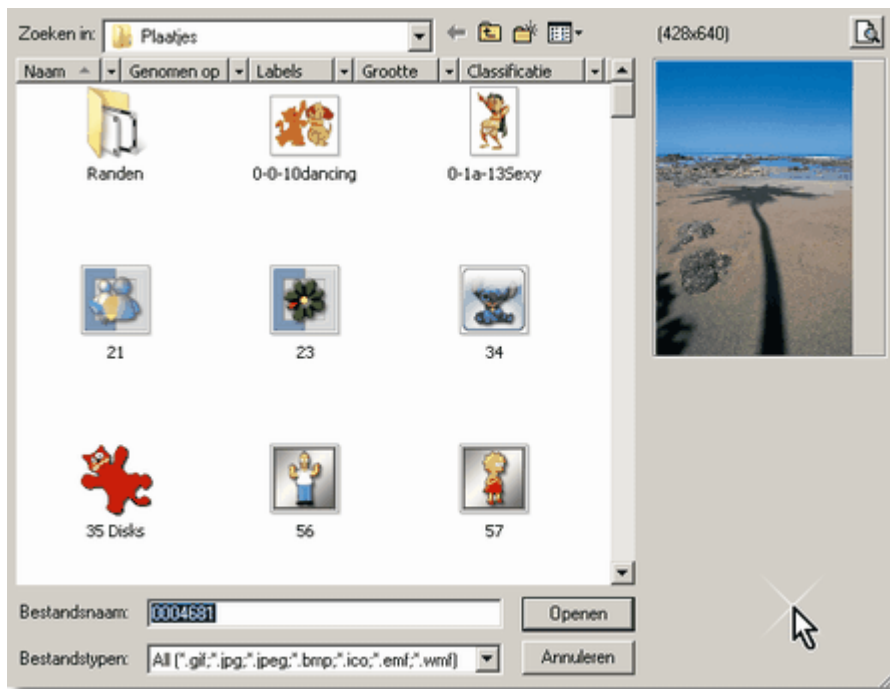 Zoeken in: Plaatjes
(428x640)
Naam Genomen op Labels Grootte Classificatie
Randen 0-0-10dancing 0-1a-13Sexy
21 23 34
35 Disks 56 57
Bestandsnaam: 0004681 Openen
Bestandstypen: All (*.gif;*.jpg;*.jpeg;*.bmp;*.ico;*.emf;*.wmf) Annuleren